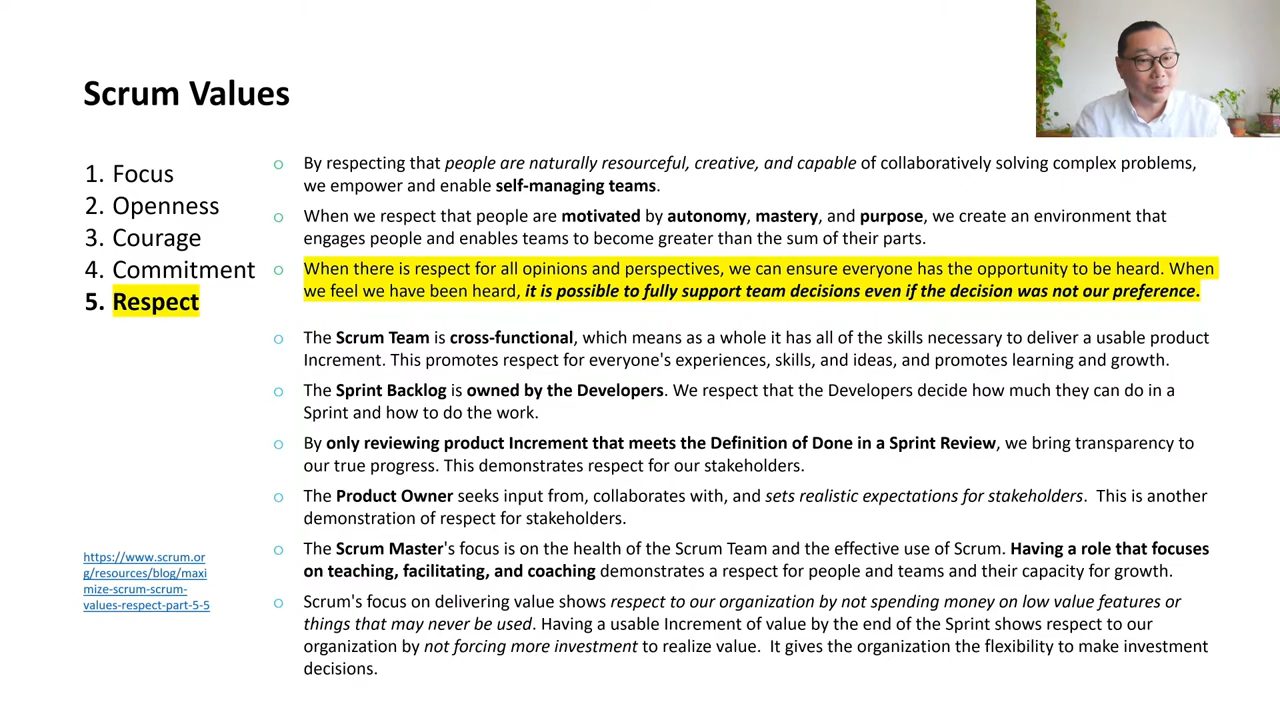 Scrum Values
1. Focus
2. Openness
3. Courage
4. Commitment
5. Respect
https://www.scrum.or
g/resources/blog/maxi
mize-scrum-scrum-
values-respect-part-5-5
o By respecting that people are naturally resourceful, creative, and capable of collaboratively solving complex problems,
we empower and enable self-managing teams.
o When we respect that people are motivated by autonomy, mastery, and purpose, we create an environment that
engages people and enables teams to become greater than the sum of their parts.
o When there is respect for all opinions and perspectives, we can ensure everyone has the opportunity to be heard. When
we feel we have been heard, it is possible to fully support team decisions even if the decision was not our preference.
o The Scrum Team is cross-functional, which means as a whole it has all of the skills necessary to deliver a usable product
Increment. This promotes respect for everyone's experiences, skills, and ideas, and promotes learning and growth.
o The Sprint Backlog is owned by the Developers. We respect that the Developers decide how much they can do in a
Sprint and how to do the work.
o By only reviewing product Increment that meets the Definition of Done in a Sprint Review, we bring transparency to
our true progress. This demonstrates respect for our stakeholders.
o The Product Owner seeks input from, collaborates with, and sets realistic expectations for stakeholders. This is another
demonstration of respect for stakeholders.
o The Scrum Master's focus is on the health of the Scrum Team and the effective use of Scrum. Having a role that focuses
on teaching, facilitating, and coaching demonstrates a respect for people and teams and their capacity for growth.
o Scrum's focus on delivering value shows respect to our organization by not spending money on low value features or
things that may never be used. Having a usable Increment of value by the end of the Sprint shows respect to our
organization by not forcing more investment to realize value. It gives the organization the flexibility to make investment
decisions.